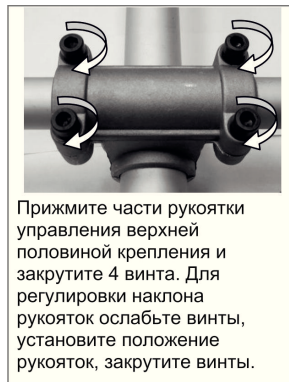 Прижмите части рукоятки
управления верхней
половиной крепления и
закрутите 4 винта. Для
регулировки наклона
рукояток ослабьте винты,
установите положение
рукояток, закрутите винты.